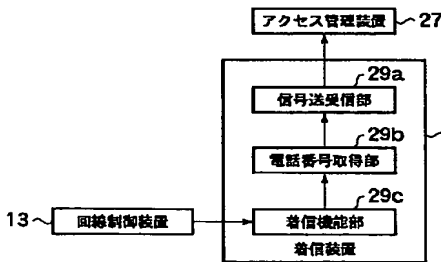 アクセス管理装置 27
29a
信号送受信部
29b
電話番号取得部
29c
13 回線制御装置 着信機能部
着信装置